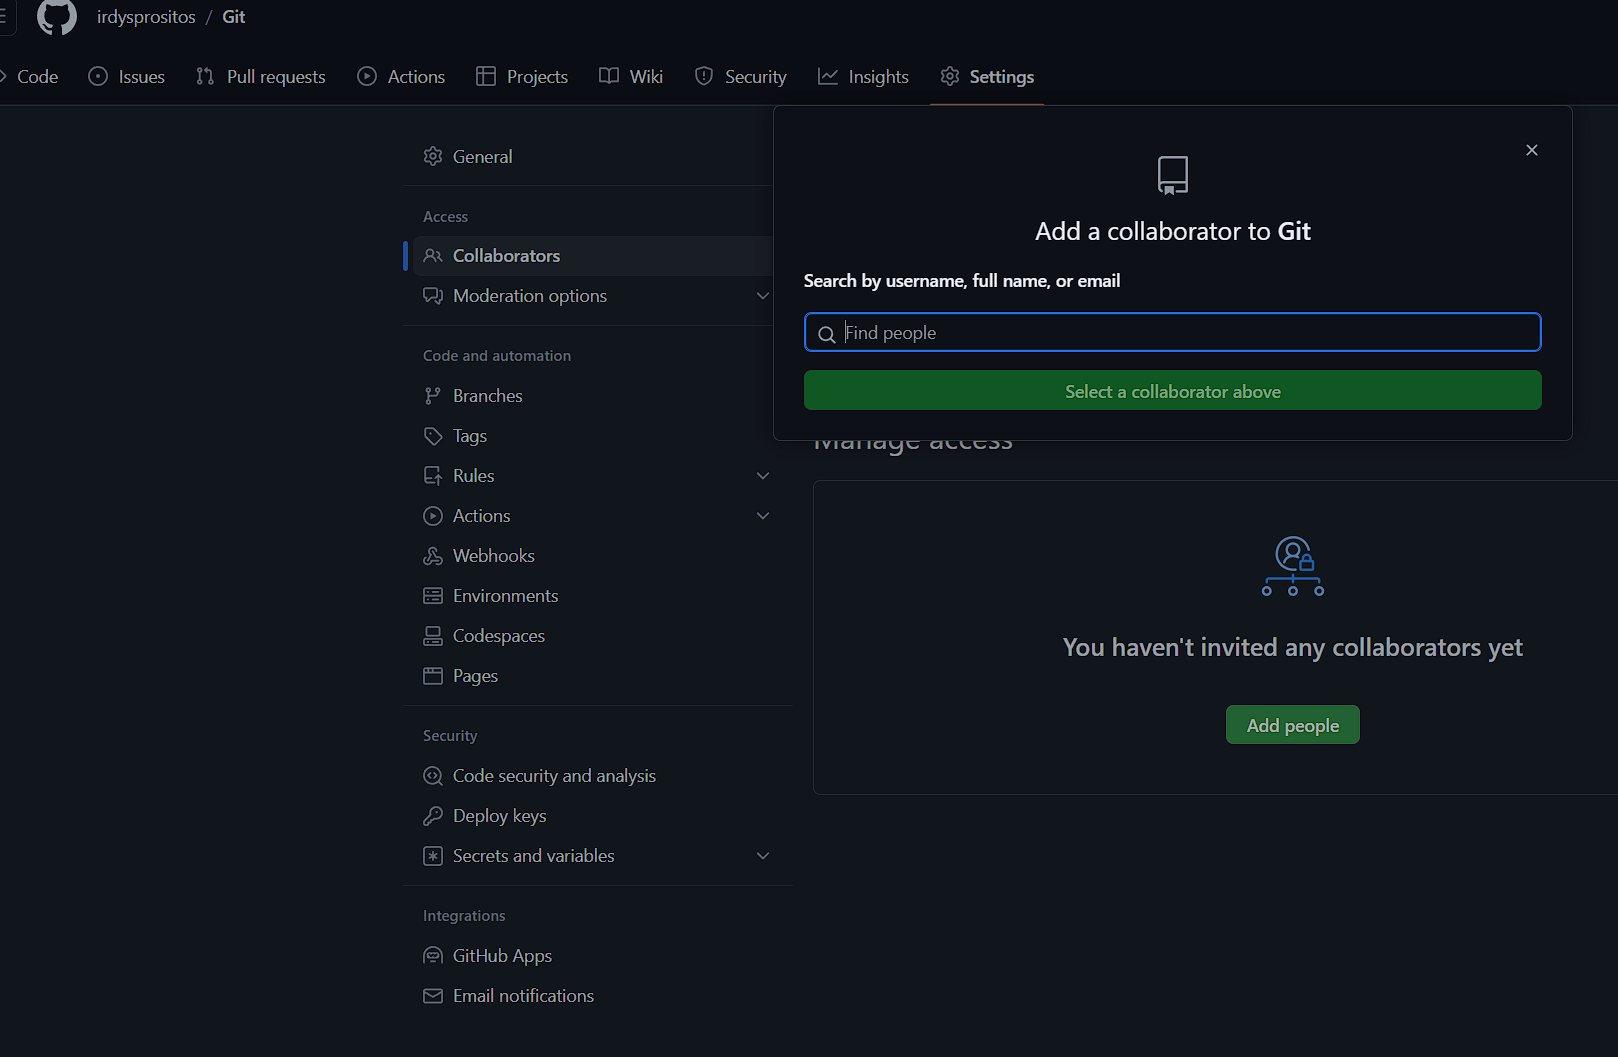 irdysprositos / Git
Code Issues Pull requests Actions Projects Wiki Security Insights Settings
General
Access
Collaborators
Moderation options
Code and automation
Branches
Tags
Rules
Actions
Webhooks
Environments
Codespaces
Pages
Security
Code security and analysis
Deploy keys
Secrets and variables
Integrations
GitHub Apps
Email notifications
Add a collaborator to Git
Search by username, full name, or email
Find people
Select a collaborator above
Manage access
You haven't invited any collaborators yet
Add people